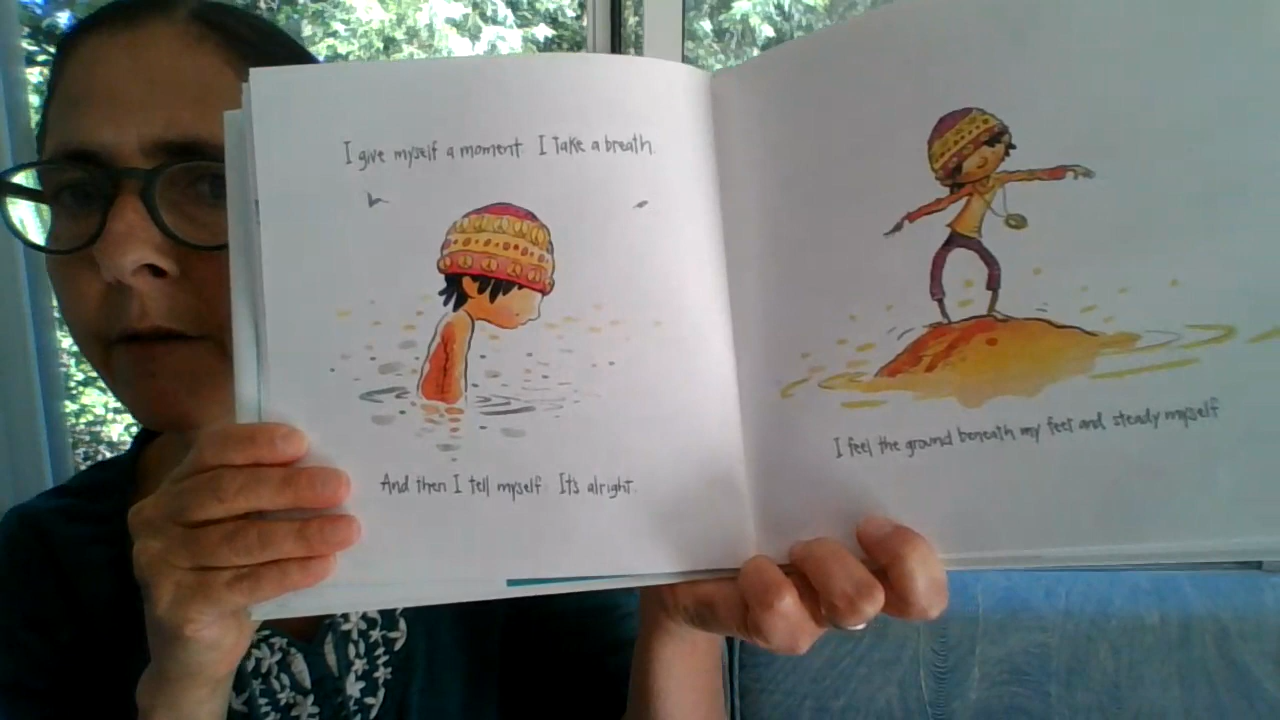 I give myself a moment. I take a breath.
And then I tell myself. It's alright.
I feel the ground beneath my feet and steady myself